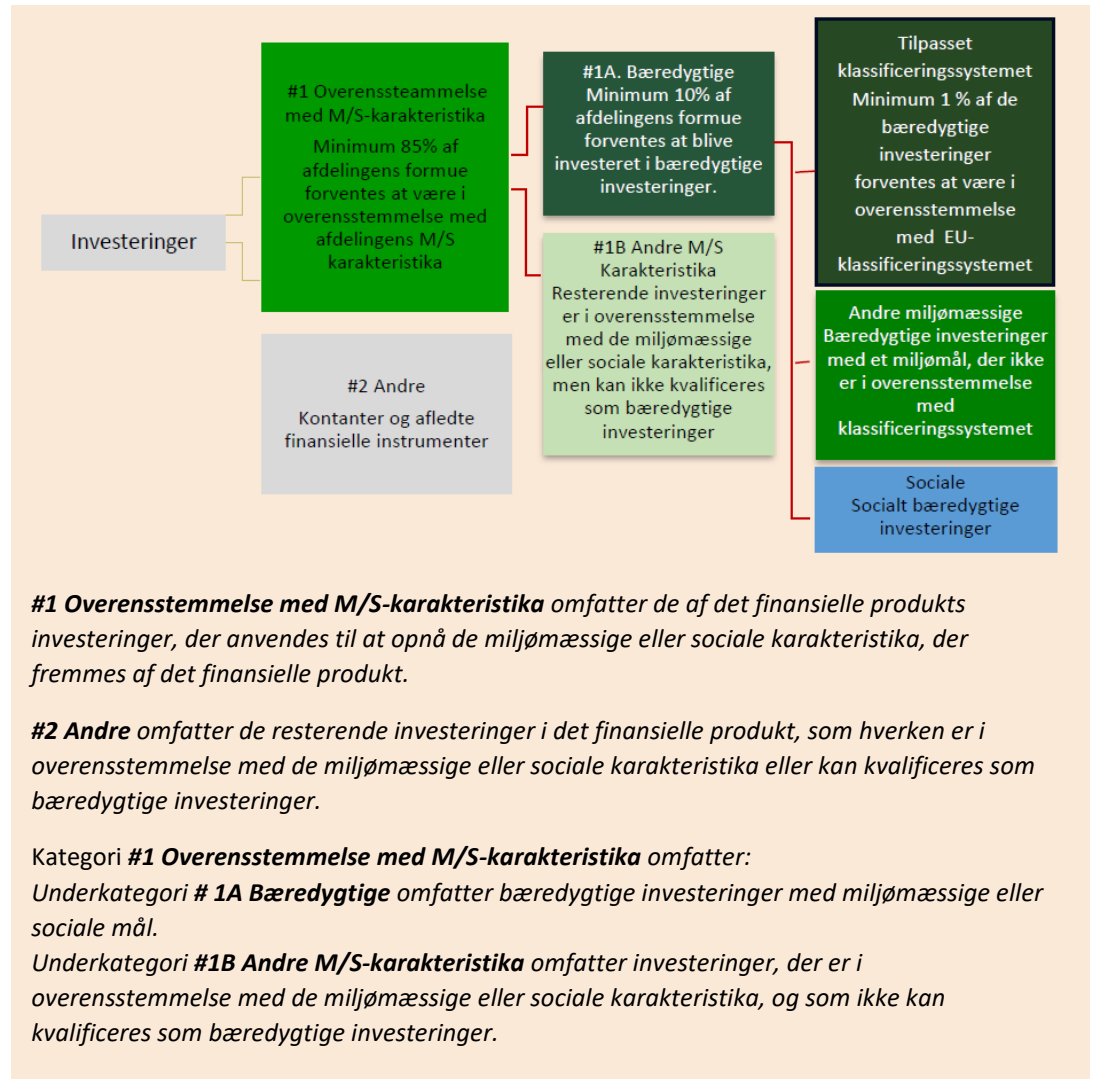 Investeringer
#1 Overenssteammelse
med M/S-karakteristika
Minimum 85% af
afdelingens formue
forventes at være i
overensstemmelse med
afdelingens M/S
karakteristika
#2 Andre
Kontanter og afledte
finansielle instrumenter
#1A. Bæredygtige
Minimum 10% af
afdelingens formue
forventes at blive
investeret i bæredygtige
investeringer.
#1B Andre M/S
Karakteristika
Resterende investeringer
er i overensstemmelse
med de miljømæssige
eller sociale karakteristika,
men kan ikke kvalificeres
som bæredygtige
investeringer
Tilpasset
klassificeringssystemet
Minimum 1 % af de
bæredygtige
investeringer
forventes at være i
overensstemmelse
med EU-
klassificeringssystemet
Andre miljømæssige
Bæredygtige investeringer
med et miljømål, der ikke
er i overensstemmelse
med
klassificeringssystemet
Sociale
Socialt bæredygtige
investeringer
#1 Overensstemmelse med M/S-karakteristika omfatter de af det finansielle produkts
investeringer, der anvendes til at opnå de miljømæssige eller sociale karakteristika, der
fremmes af det finansielle produkt.
#2 Andre omfatter de resterende investeringer i det finansielle produkt, som hverken er i
overensstemmelse med de miljømæssige eller sociale karakteristika eller kan kvalificeres som
bæredygtige investeringer.
Kategori #1 Overensstemmelse med M/S-karakteristika omfatter:
Underkategori # 1A Bæredygtige omfatter bæredygtige investeringer med miljømæssige eller
sociale mål.
Underkategori #1B Andre M/S-karakteristika omfatter investeringer, der er i
overensstemmelse med de miljømæssige eller sociale karakteristika, og som ikke kan
kvalificeres som bæredygtige investeringer.